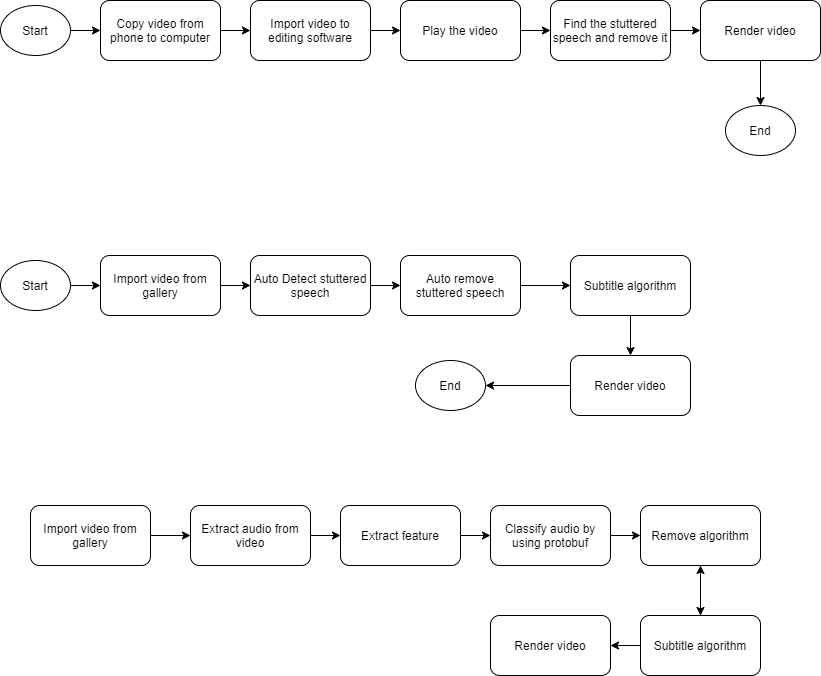 Start
Copy video from
phone to computer
Import video to
editing software
Play the video
Find the stuttered
speech and remove it
Render video
End
Start
Import video from
gallery
Auto Detect stuttered
speech
Auto remove
stuttered speech
Subtitle algorithm
End
Render video
Import video from
gallery
Extract audio from
video
Extract feature
Classify audio by
using protobuf
Remove algorithm
Render video
Subtitle algorithm